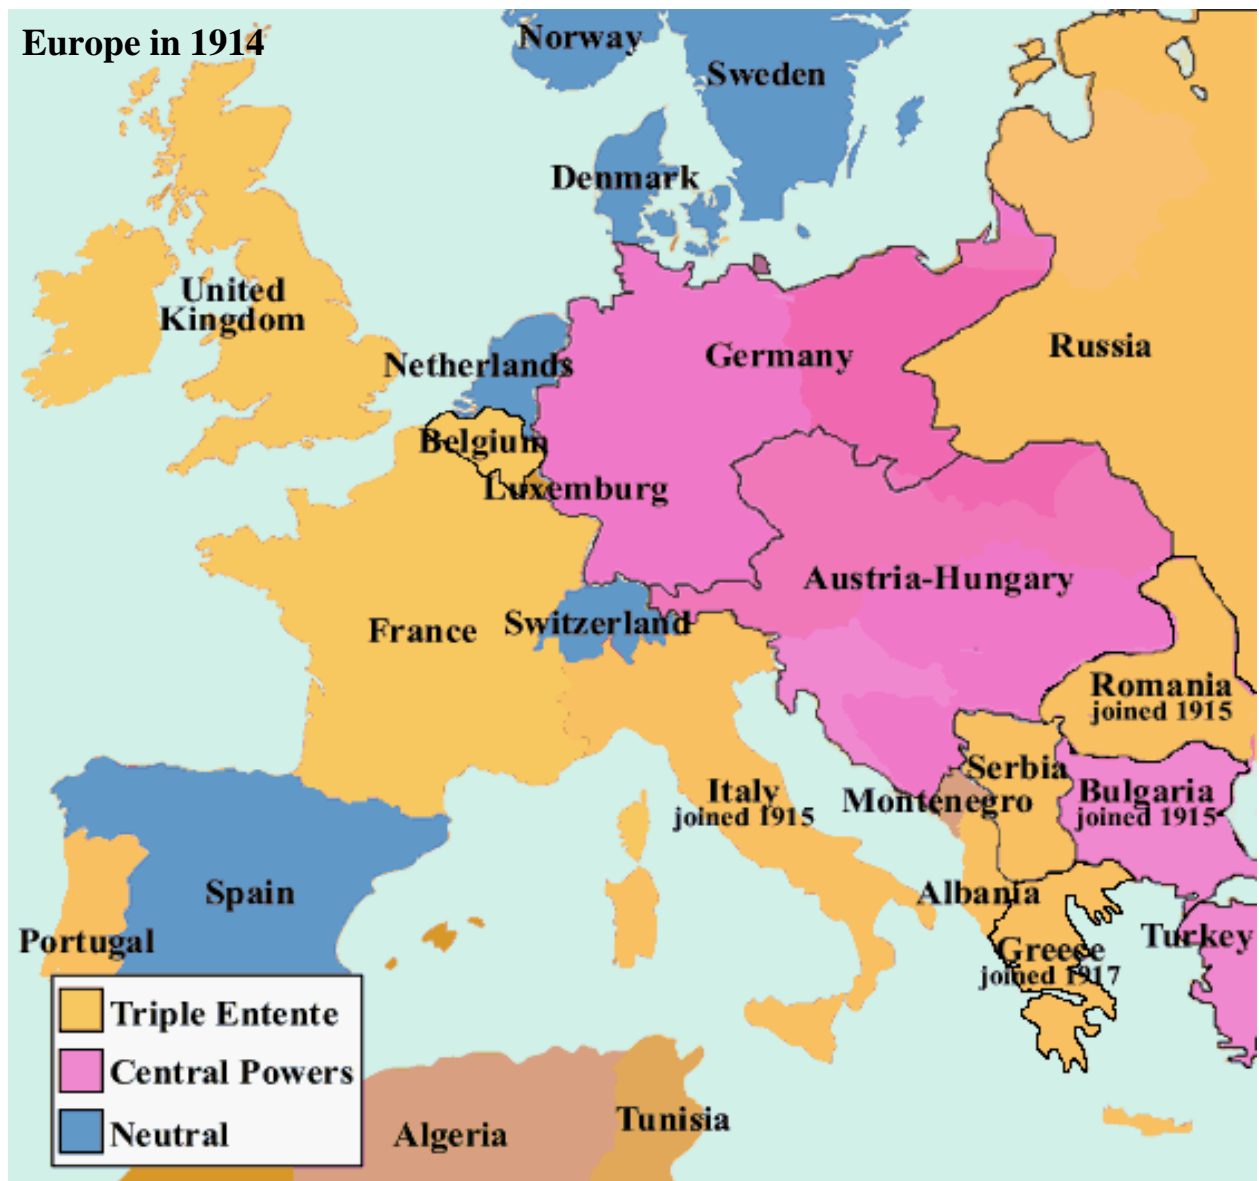 Europe in 1914
Norway
Sweden
Denmark
United
Kingdom
Netherlands
Germany
Russia
Belgium
Luxemburg
Austria-Hungary
France
Switzerland
Romania
joined 1915
Serbia
Italy
joined 1915
Montenegro
Bulgaria
joined 1915
Spain
Albania
Portugal
Greece
joined 1917
Turkey
Triple Entente
Central Powers
Neutral
Algeria
Tunisia